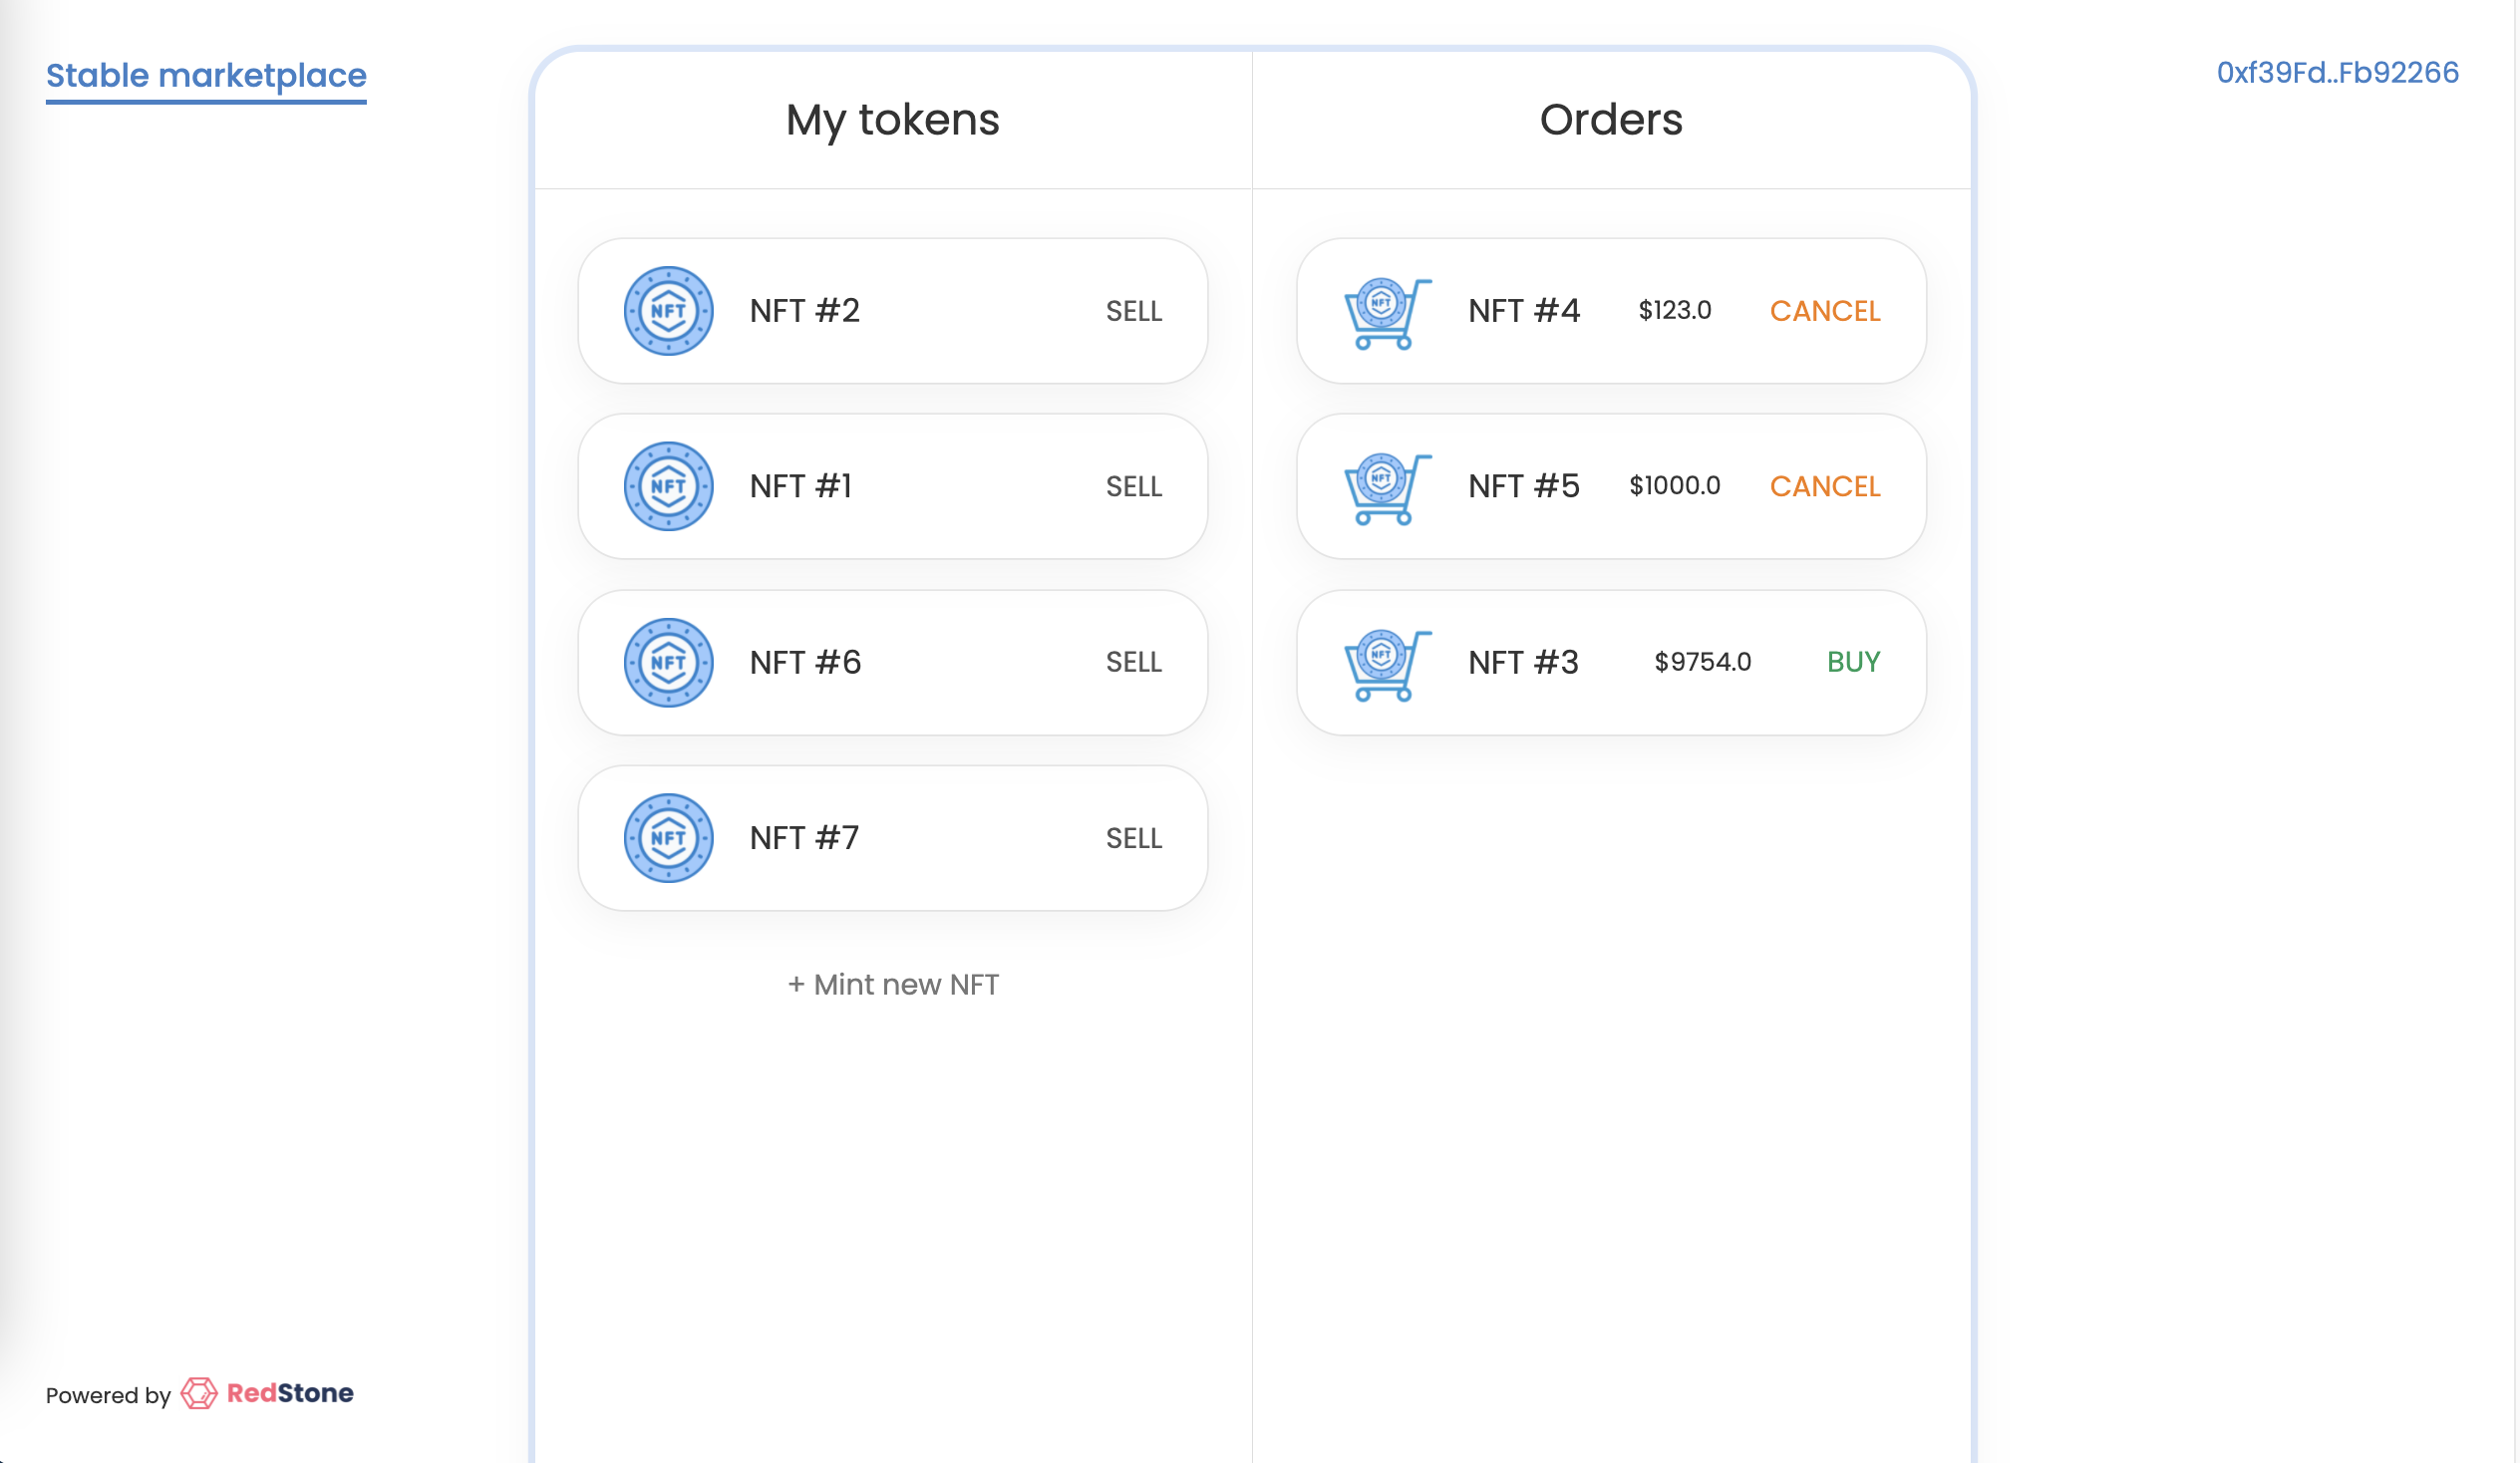 Stable marketplace
0xf39Fd..Fb92266
My tokens
NFT NFT #2 SELL
NFT NFT #1 SELL
NFT NFT #6 SELL
NFT NFT #7 SELL
+ Mint new NFT
Orders
NFT NFT #4 $123.0 CANCEL
NFT NFT #5 $1000.0 CANCEL
NFT NFT #3 $9754.0 BUY
Powered by RedStone